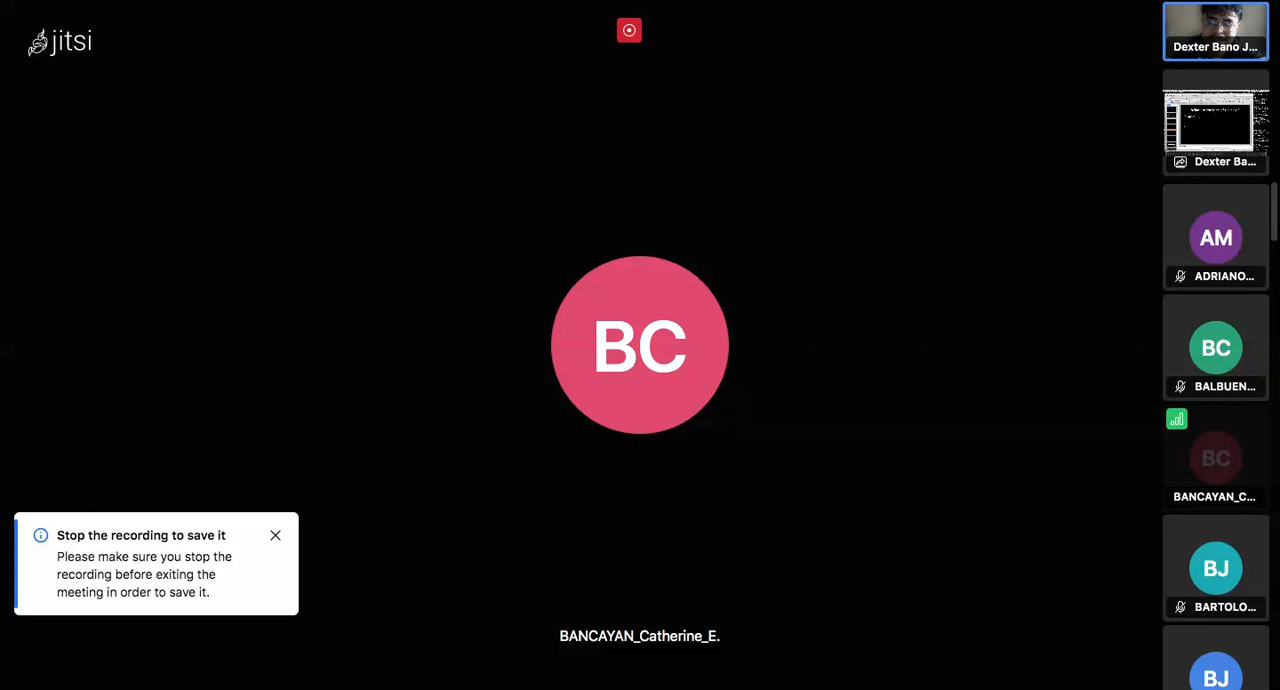 jitsi
Dexter Bano J...
Dexter Ba...
AM
ADRIANO...
BC
BALBUEN...
BC
BC
BANCAYAN_C...
BJ
BARTOLO...
BJ
Stop the recording to save it
Please make sure you stop the
recording before exiting the
meeting in order to save it.
BANCAYAN_Catherine_E.